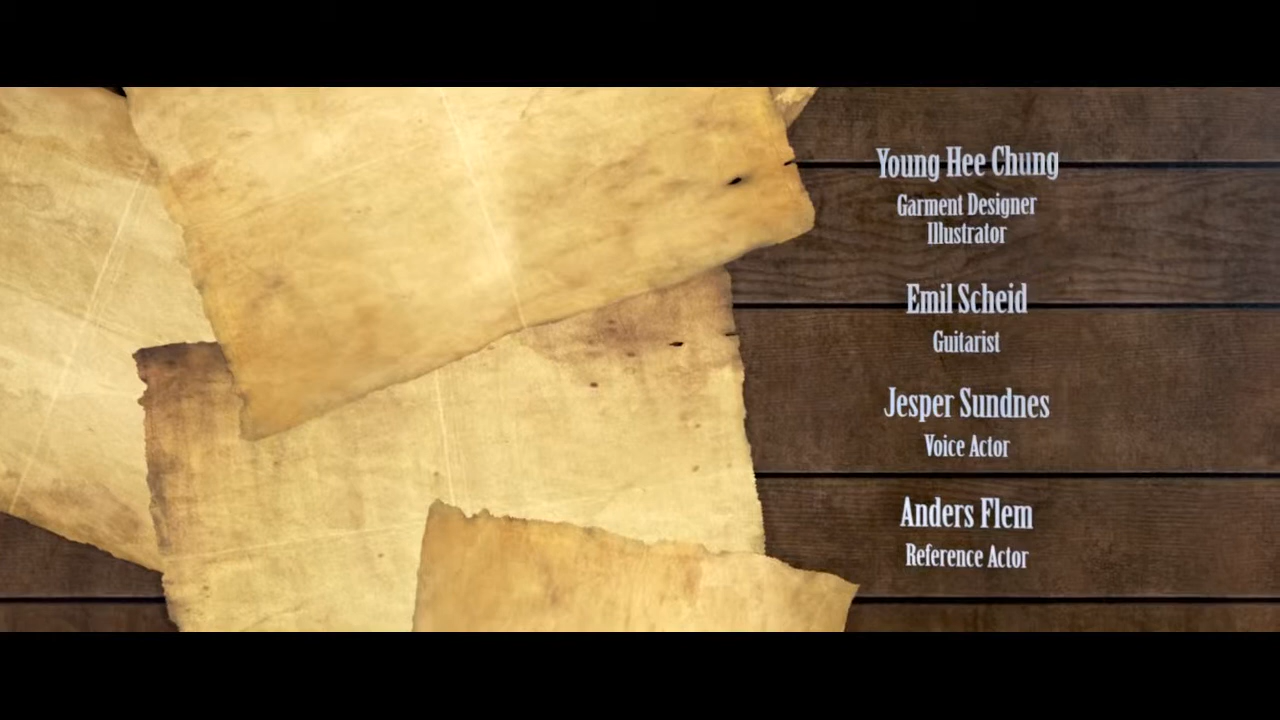 Young Hee Chung
Garment Designer
Illustrator
Emil Scheid
Guitarist
Jesper Sundnes
Voice Actor
Anders Flem
Reference Actor